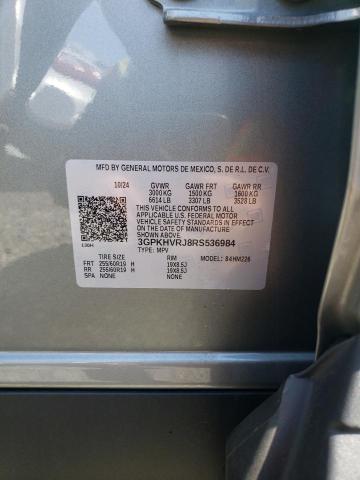 MFD BY GENERAL MOTORS DE MEXICO, S. DE R.L. DE C.V.
10/24 GVWR GAWR FRT GAWR RR
3000 KG 1500 KG 1600 KG
6614 LB 3307 LB 3528 LB
THIS VEHICLE CONFORMS TO ALL
APPLICABLE U.S. FEDERAL MOTOR
VEHICLE SAFETY STANDARDS IN
EFFECT ON THE DATE OF MANUFACTURE
SHOWN ABOVE.
3GPKHVRJ8RS536984
TYPE: MPV
TIRE SIZE RIM MODEL: 84HM226
FRT 255/60R19 H 19X8.5J
RR 255/60R19 H 19X8.5J
SPA NONE NONE